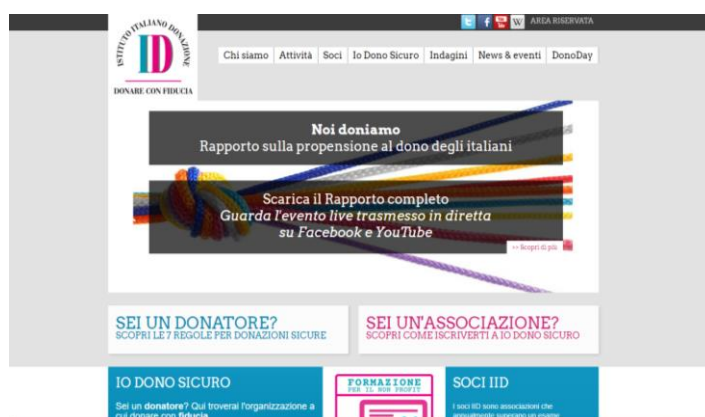 AREA RISERVATA
ISTITUTO ITALIANO DONAZIONE
ID
DONARE CON FIDUCIA
Chi siamo Attività Soci Io Dono Sicuro Indagini News & eventi DonoDay
Noi doniamo
Rapporto sulla propensione al dono degli italiani
Scarica il Rapporto completo
Guarda l'evento live trasmesso in diretta
su Facebook e YouTube
>> Scopri di più
SEI UN DONATORE?
SCOPRI LE 7 REGOLE PER DONAZIONI SICURE
SEI UN'ASSOCIAZIONE?
SCOPRI COME ISCRIVERTI A IO DONO SICURO
IO DONO SICURO
Sei un donatore? Qui troverai l'organizzazione a
cui donare con fiducia
FORMAZIONE
PER IL NON PROFIT
SOCI IID
I soci IID sono associazioni che
annualmente superano un esame